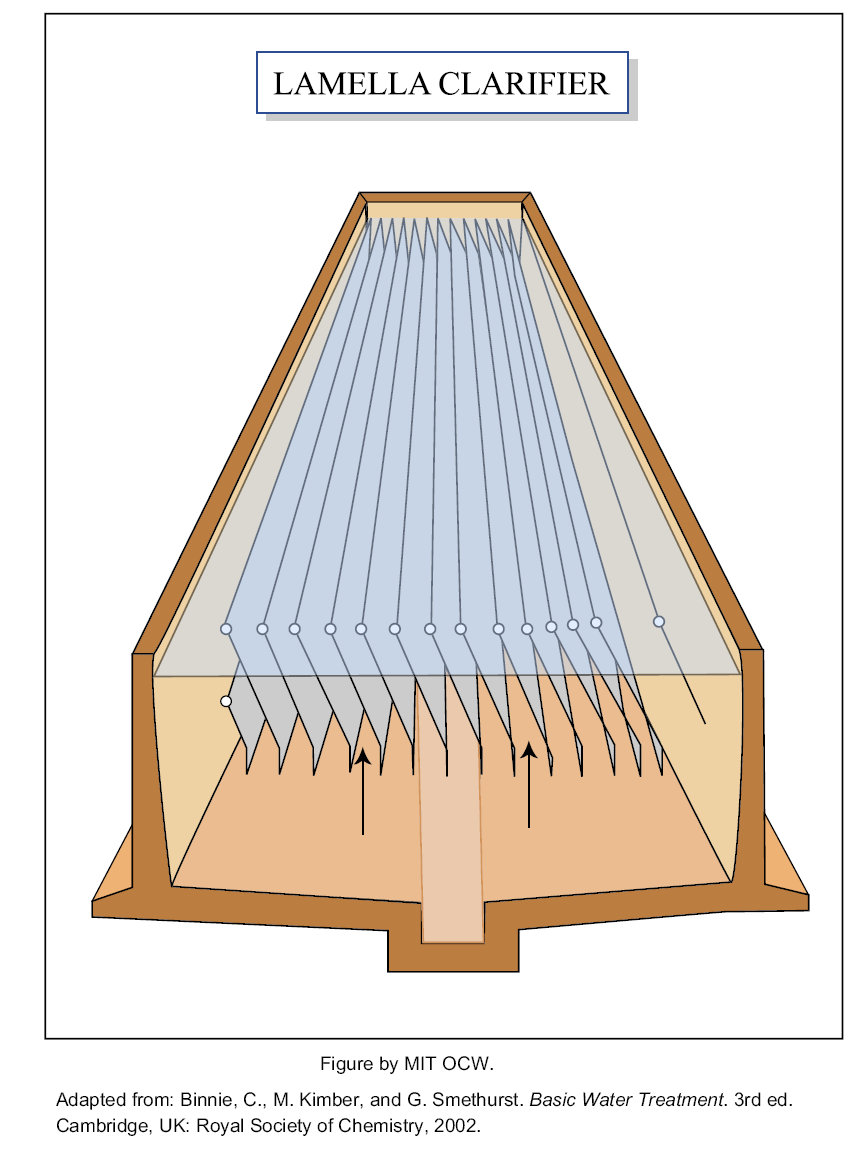 LAMELLA CLARIFIER
Figure by MIT OCW.
Adapted from: Binnie, C., M. Kimber, and G. Smethurst. Basic Water Treatment. 3rd ed.
Cambridge, UK: Royal Society of Chemistry, 2002.